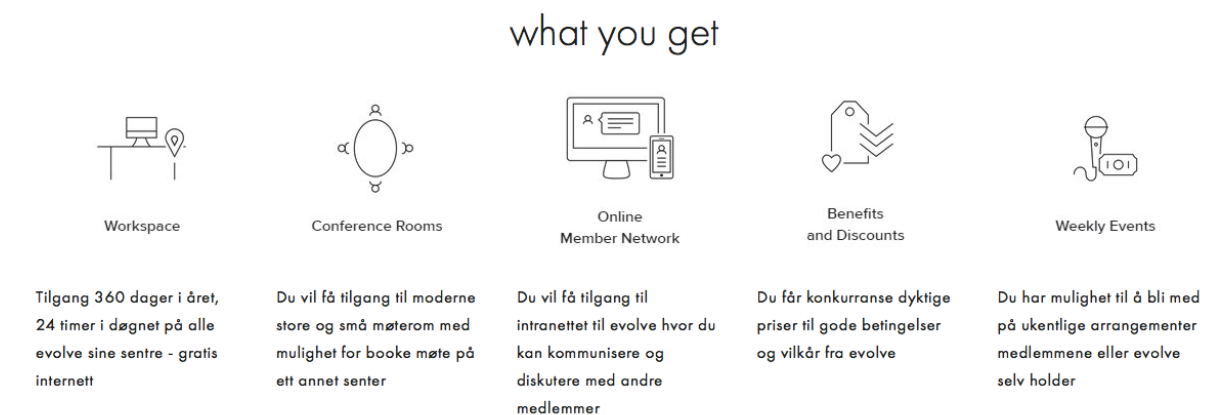 what you get
Workspace
Tilgang 360 dager i året,
24 timer i døgnet på alle
evolve sine sentre - gratis
internett
Conference Rooms
Du vil få tilgang til moderne
store og små møterom med
mulighet for booke møte på
ett annet senter
Online
Member Network
Du vil få tilgang til
intranettet til evolve hvor du
kan kommunisere og
diskutere med andre
medlemmer
Benefits
and Discounts
Du får konkurranse dyktige
priser til gode betingelser
og vilkår fra evolve
Weekly Events
Du har mulighet til å bli med
på ukentlige arrangementer
medlemmene eller evolve
selv holder